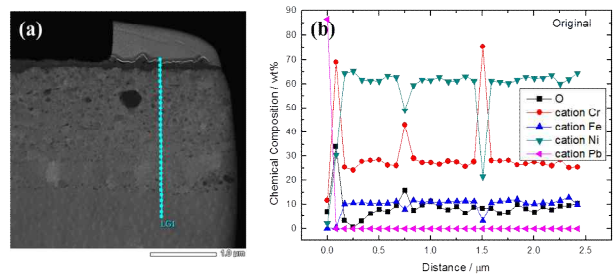 (a)
LG1
1.0 μm
(b)
Original
90
80
70
60
50
40
30
20
10
0
Chemical Composition / wt%
O
cation Cr
cation Fe
cation Ni
cation Pb
0.0 0.5 1.0 1.5 2.0 2.5
Distance / μm